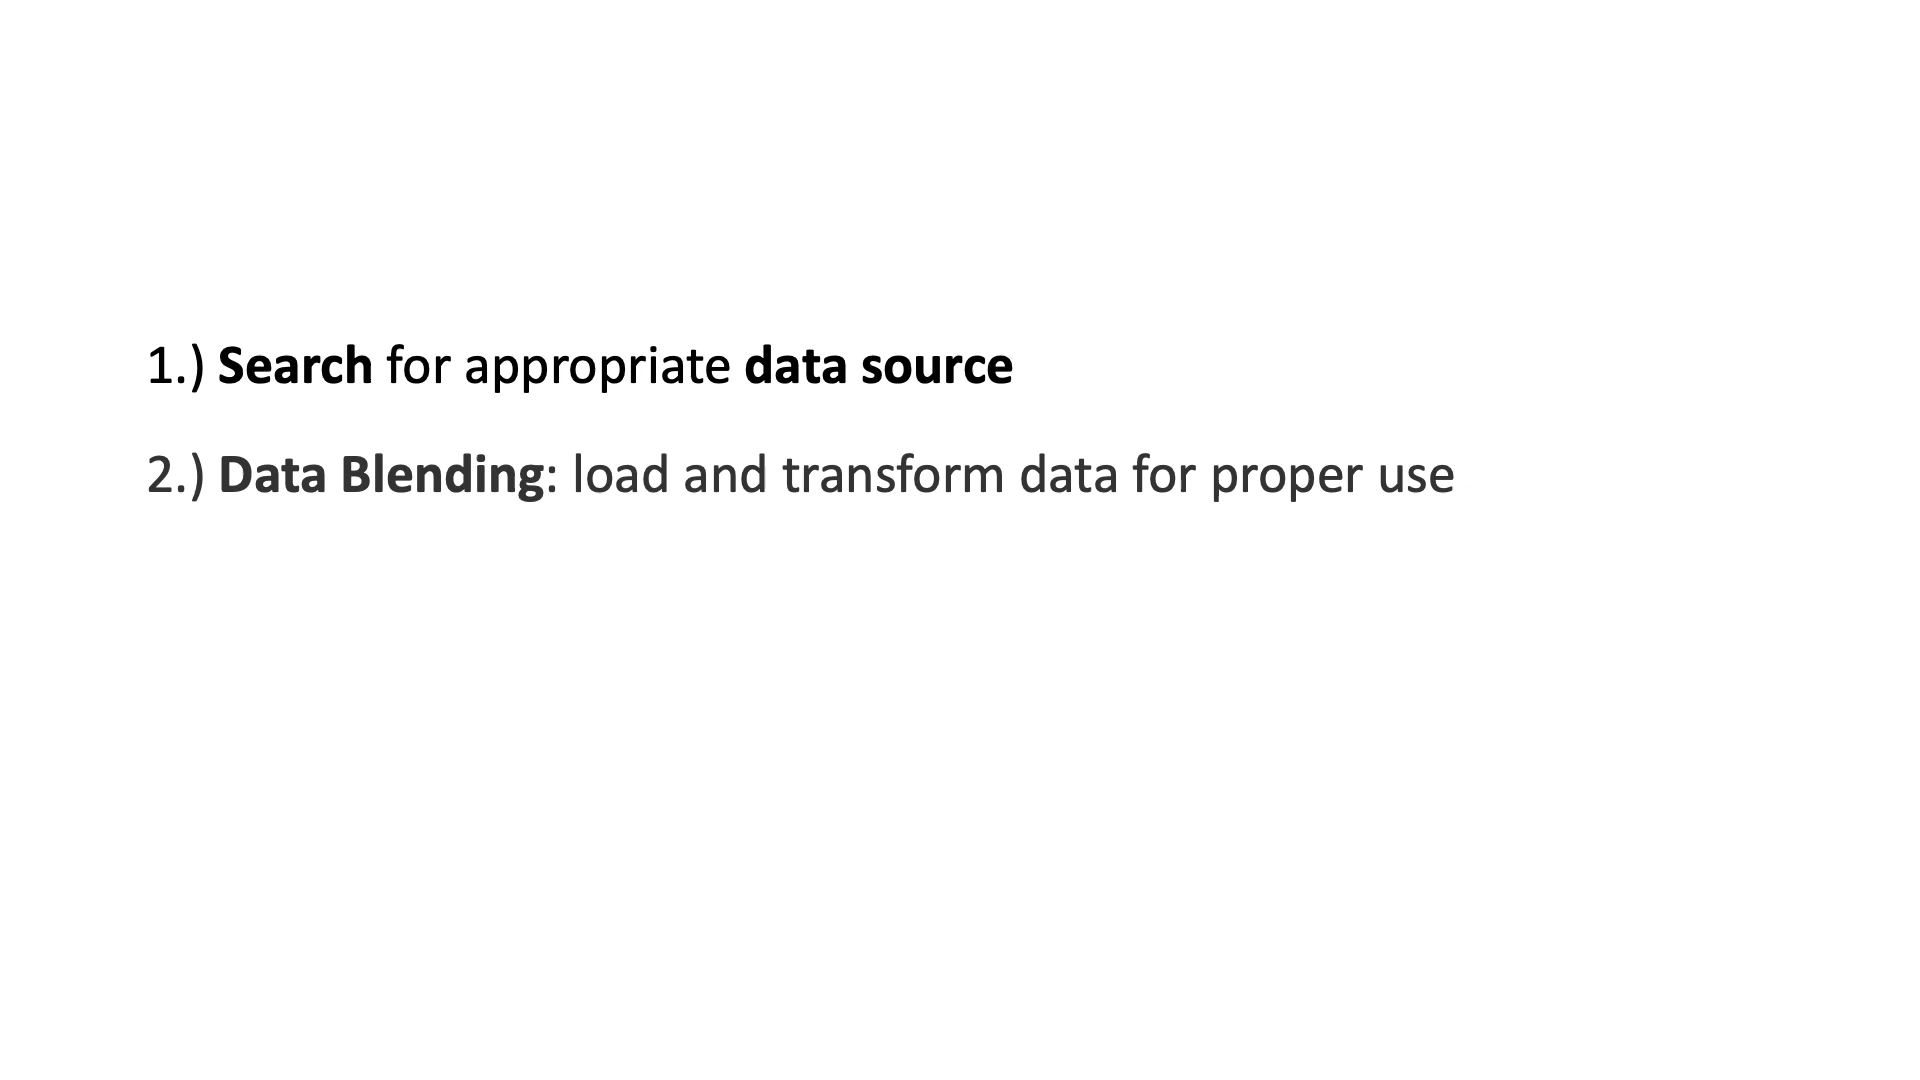 1.) Search for appropriate data source
2.) Data Blending: load and transform data for proper use